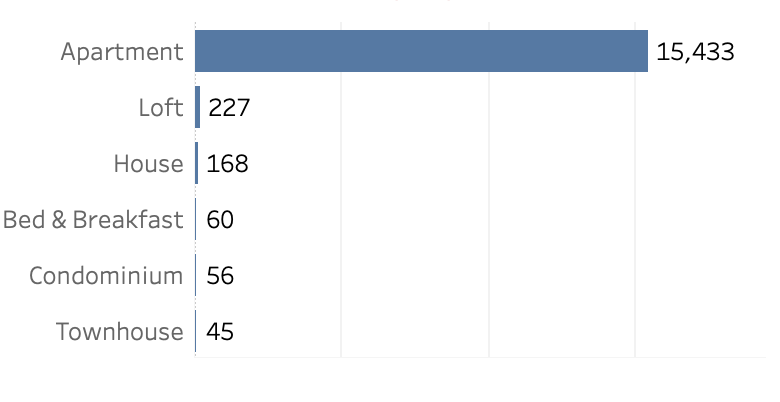 Apartment 15,433
Loft 227
House 168
Bed & Breakfast 60
Condominium 56
Townhouse 45